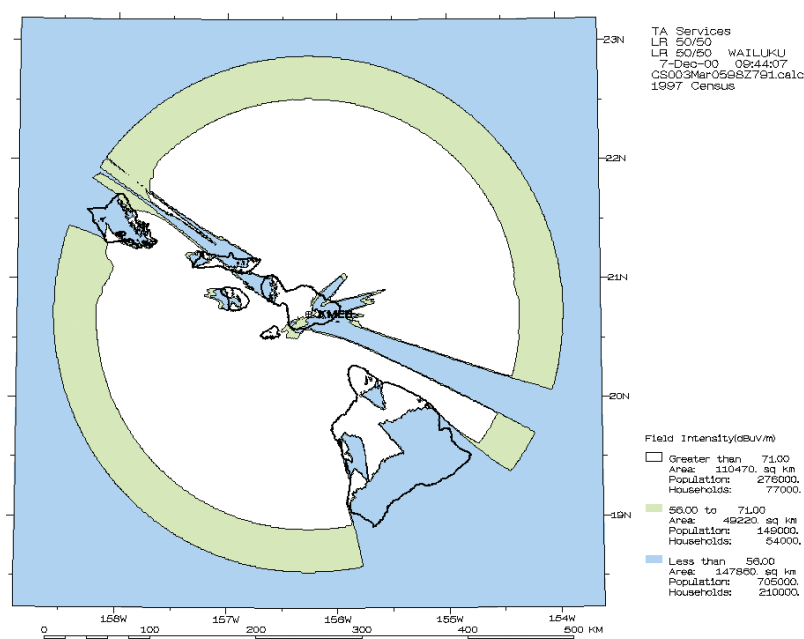 TA Services
LR 50/50
LR 50/50 WAILUKU
7-Dec-00 09:44:07
CS003Mar0598Z791.calc
1997 Census
23N
22N
21N
KMEB
20N
19N
Field Intensity(dBuV/m)
Greater than 71.00
Area: 110470. sq km
Population: 276000.
Households: 77000.
56.00 to 71.00
Area: 49220. sq km
Population: 149000.
Households: 54000.
Less than 56.00
Area: 147860. sq km
Population: 705000.
Households: 210000.
158W 157W 156W 155W 154W
0 100 200 300 400 500 KM